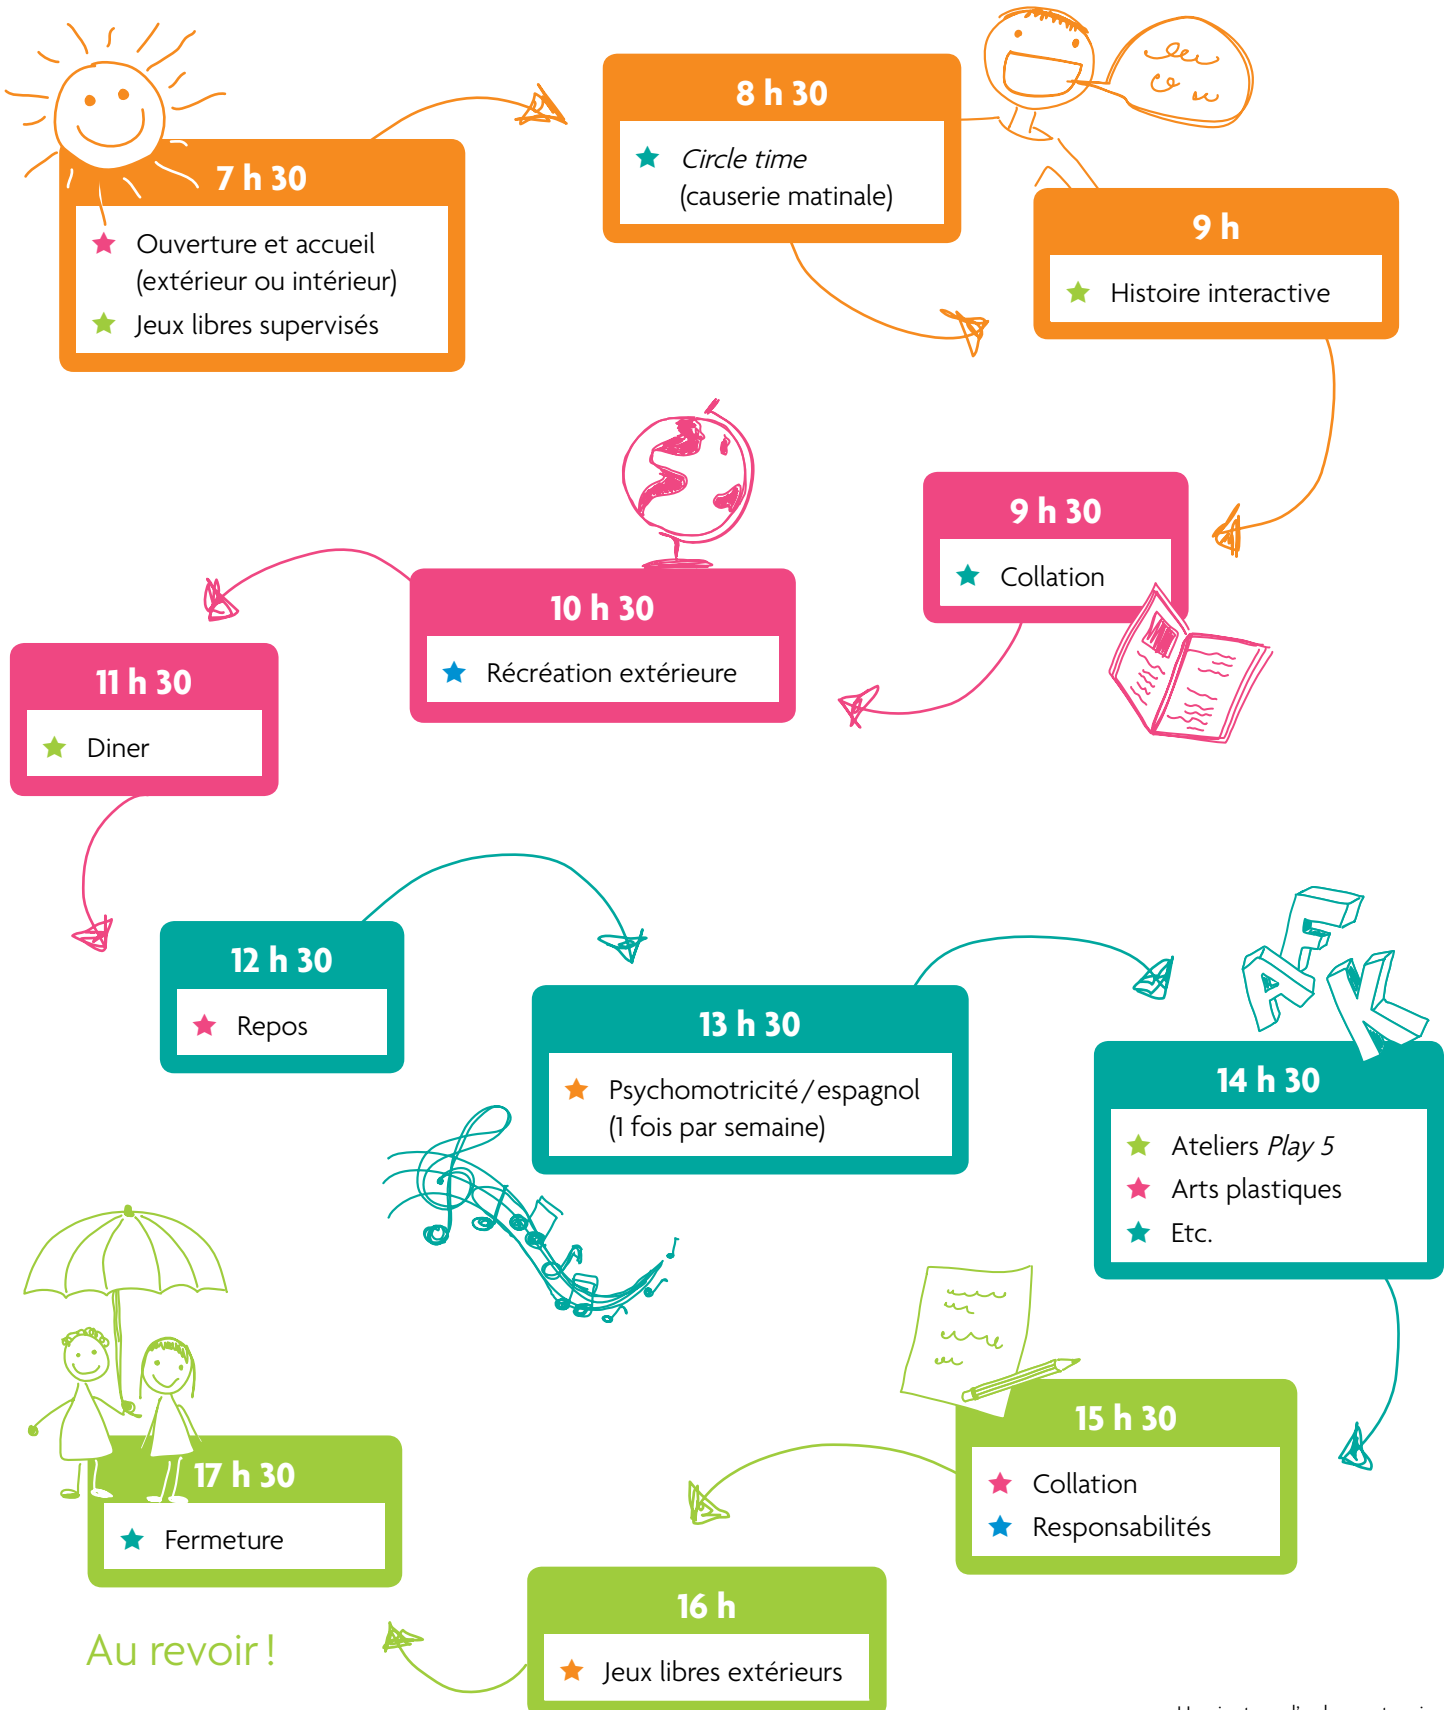 7 h 30
★ Ouverture et accueil
(extérieur ou intérieur)
★ Jeux libres supervisés
8 h 30
★ Circle time
(causerie matinale)
9 h
★ Histoire interactive
9 h 30
★ Collation
10 h 30
★ Récréation extérieure
11 h 30
★ Diner
12 h 30
★ Repos
13 h 30
★ Psychomotricité / espagnol
(1 fois par semaine)
14 h 30
★ Ateliers Play 5
★ Arts plastiques
★ Etc.
15 h 30
★ Collation
★ Responsabilités
16 h
★ Jeux libres extérieurs
17 h 30
★ Fermeture
Au revoir !